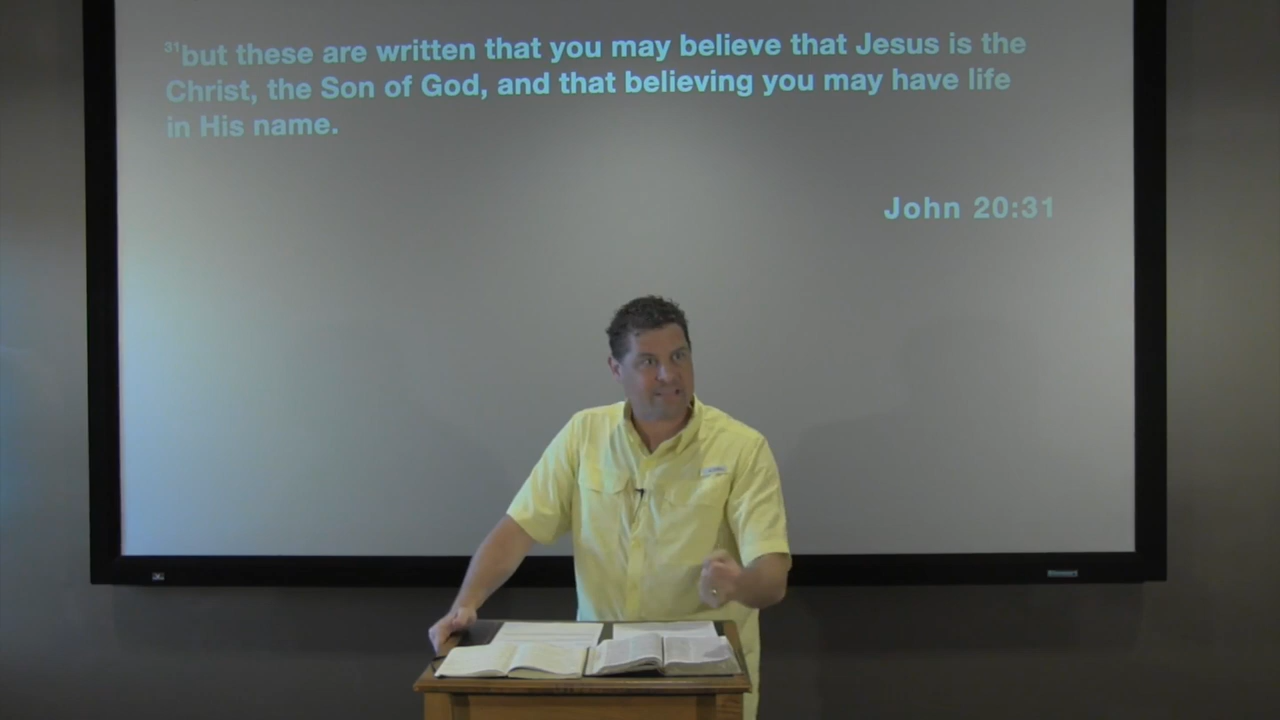 31but these are written that you may believe that Jesus is the
Christ, the Son of God, and that believing you may have life
in His name.
John 20:31